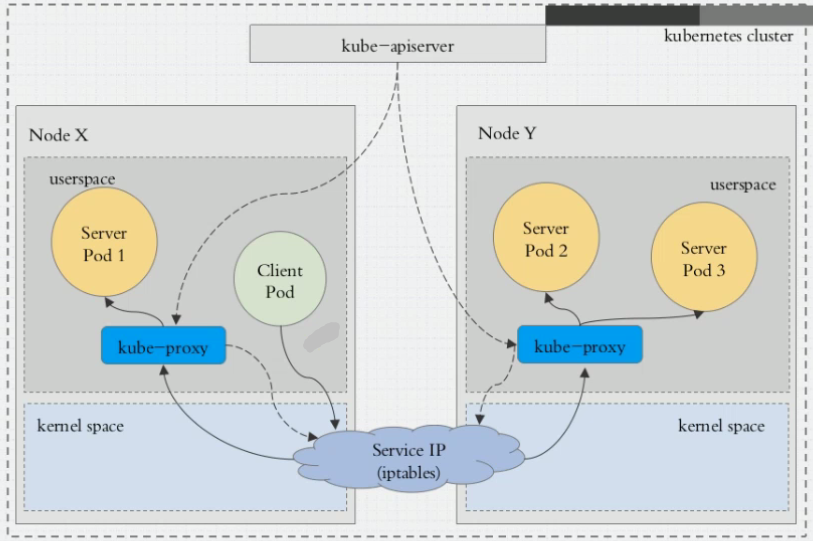 kube-apiserver
kubernetes cluster
Node X
userspace
Server
Pod 1
Client
Pod
kube-proxy
kernel space
Node Y
userspace
Server
Pod 2
Server
Pod 3
kube-proxy
kernel space
Service IP
(iptables)